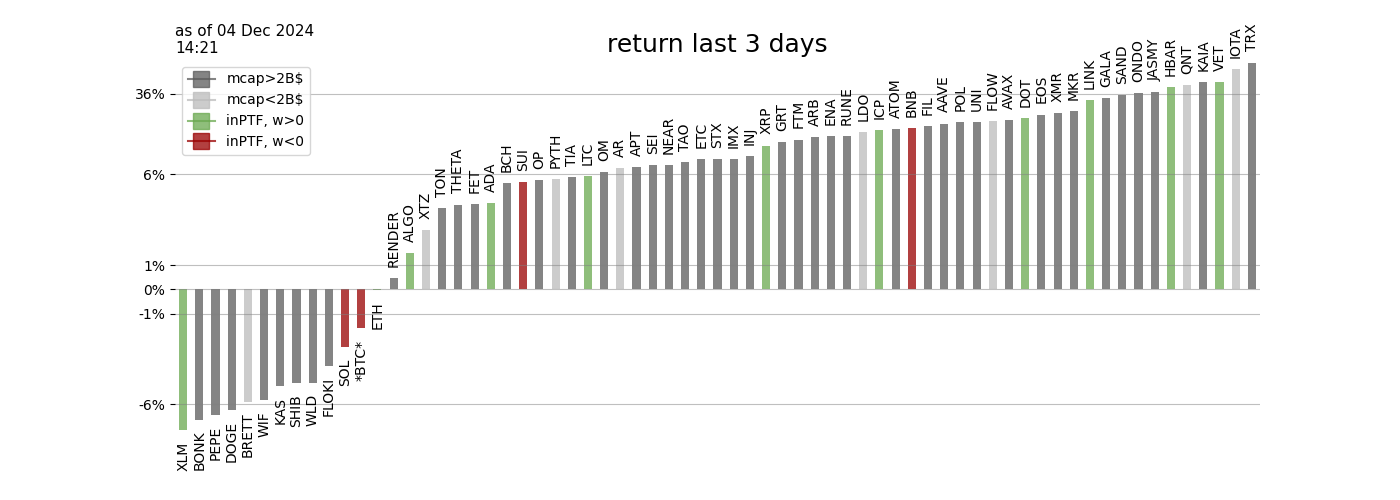 as of 04 Dec 2024
14:21
return last 3 days
mcap>2B$
mcap<2B$
inPTF, w>0
inPTF, w<0
36%
6%
1%
0%
-1%
-6%
XLM
BONK
PEPE
DOGE
BRETT
WIF
KAS
SHIB
WLD
FLOKI
SOL
*BTC*
ETH
RENDER
ALGO
XTZ
TON
THETA
FET
ADA
BCH
SUI
OP
PYTH
TIA
LTC
OM
AR
APT
SEI
NEAR
TAO
ETC
STX
IMX
INJ
XRP
GRT
FTM
ARB
ENA
RUNE
LDO
ICP
ATOM
BNB
FIL
AAVE
POL
UNI
FLOW
AVAX
DOT
EOS
XMR
MKR
LINK
GALA
SAND
ONDO
JASMY
HBAR
QNT
KAIA
VET
IOTA
TRX